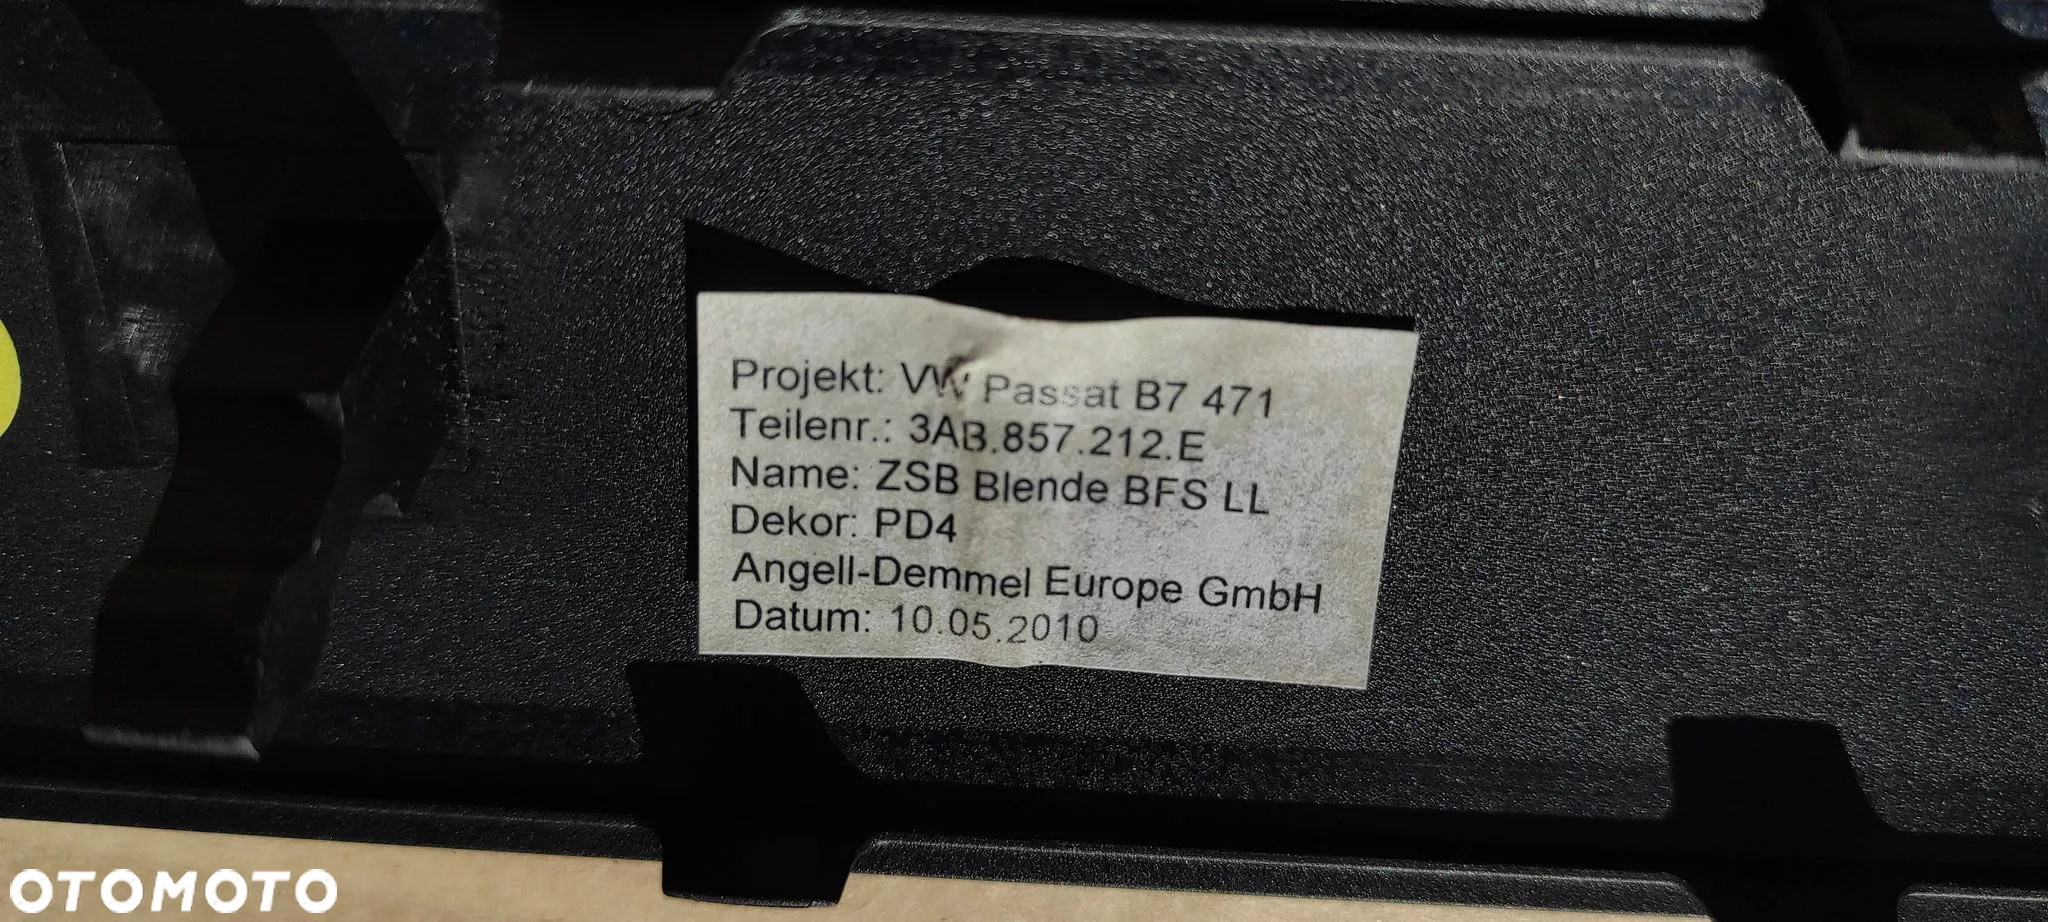 Projekt: VW Passat B7 471
Teilenr.: 3AB.857.212.E
Name: ZSB Blende BFS LL
Dekor: PD4
Angell-Demmel Europe GmbH
Datum: 10.05.2010
OTOMOTO